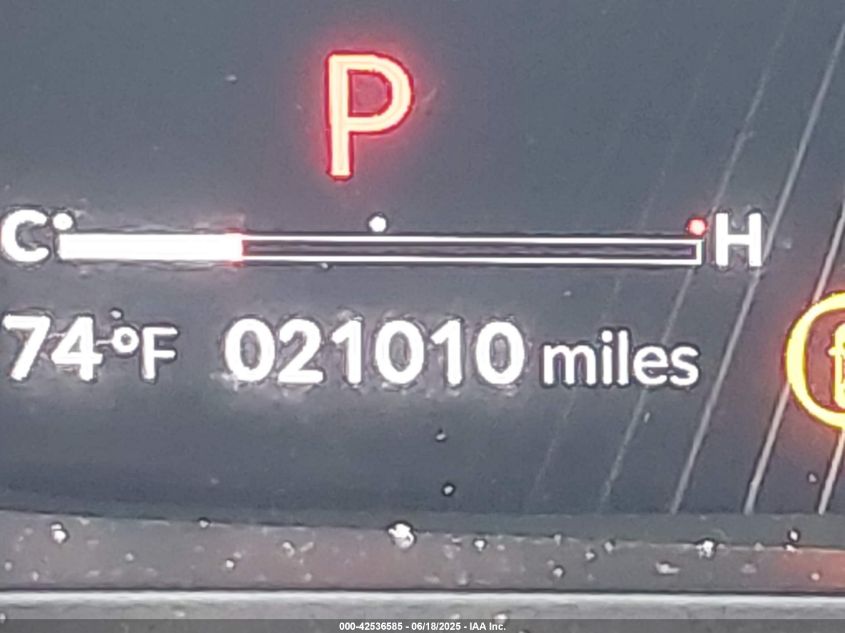 P
C H
74°F 021010 miles
000-42536585 - 06/18/2025 - IAA Inc.